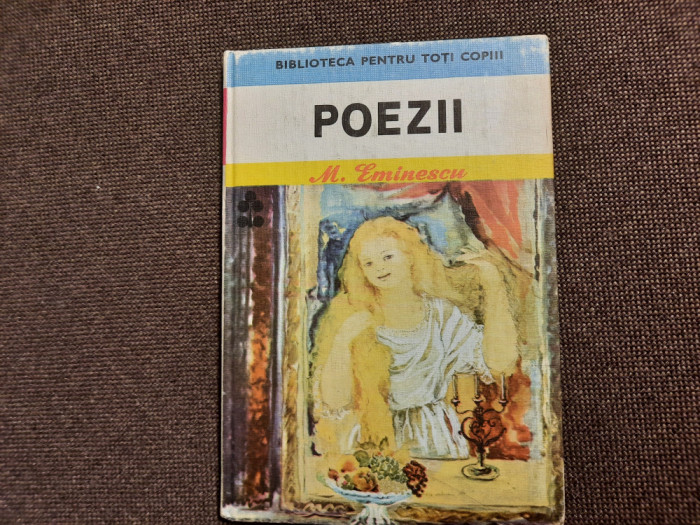 BIBLIOTECA PENTRU TOȚI COPIII
POEZII
M. Eminescu